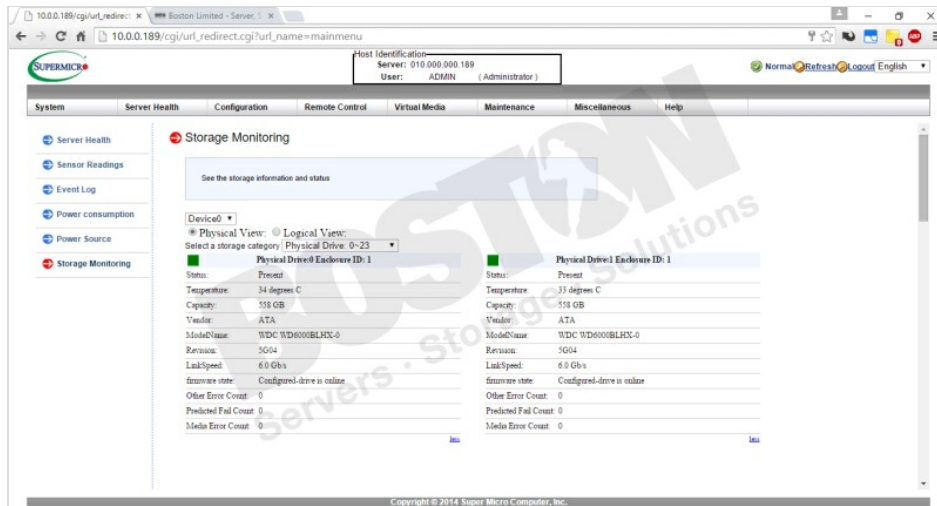 10.0.0.189/cgi/url_redirec
Boston Limited - Server, S
10.0.0.189/cgi/url_redirect.cgi?url_name=mainmenu
SUPERMICRO
Host Identification
Server: 010.000.000.189
User: ADMIN (Administrator)
Normal Refresh Logout English
System Server Health Configuration Remote Control Virtual Media Maintenance Miscellaneous Help
Server Health
Sensor Readings
Event Log
Power consumption
Power Source
Storage Monitoring
Storage Monitoring
See the storage information and status
Device0
Physical View: Logical View:
Select a storage category Physical Drive: 0~23
Physical Drive:0 Enclosure ID: 1
Status: Present
Temperature: 34 degrees C
Capacity: 558 GB
Vendor: ATA
ModelName: WDC WD6000BLHX-0
Revision: 5G04
LinkSpeed: 6.0 Gb/s
firmware state: Configured-drive is online
Other Error Count: 0
Predicted Fail Count: 0
Media Error Count: 0
less
Physical Drive:1 Enclosure ID: 1
Status: Present
Temperature: 33 degrees C
Capacity: 558 GB
Vendor: ATA
ModelName: WDC WD6000BLHX-0
Revision: 5G04
LinkSpeed: 6.0 Gb/s
firmware state: Configured-drive is online
Other Error Count: 0
Predicted Fail Count: 0
Media Error Count: 0
less
BOSTON
Servers . Storage . Solutions
Copyright © 2014 Super Micro Computer, Inc.